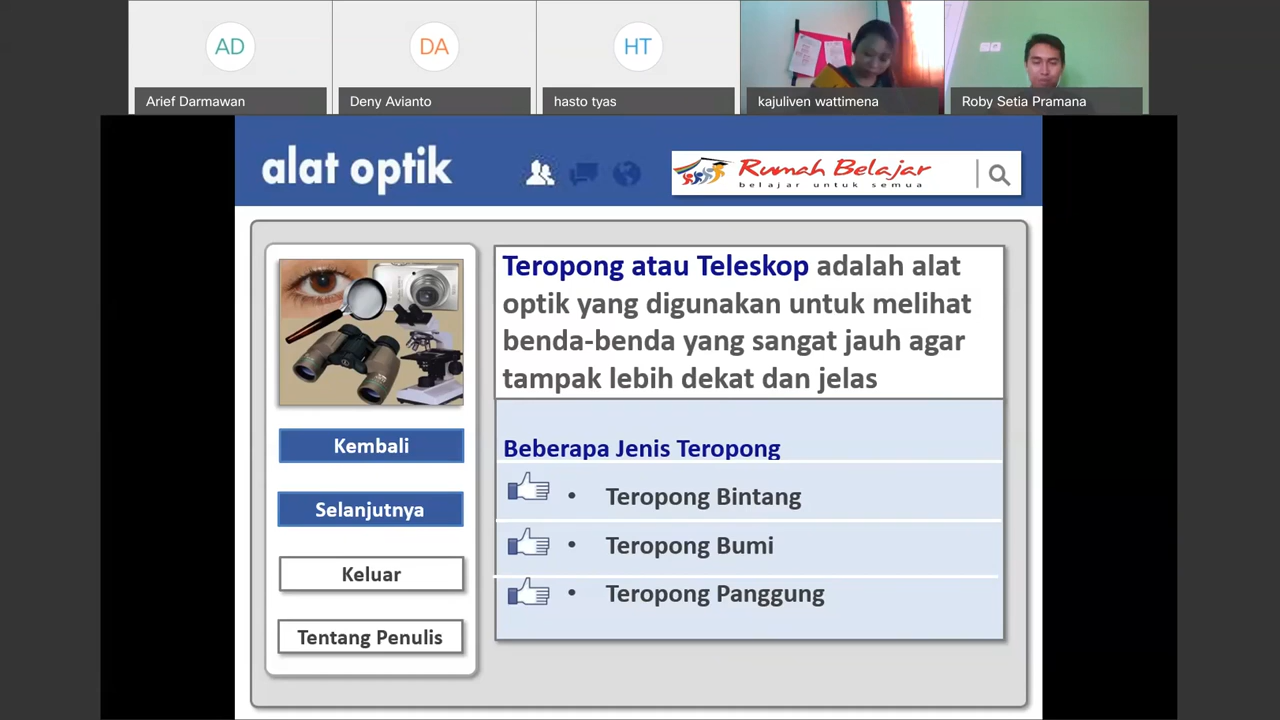 AD
DA
HT
Arief Darmawan
Deny Avianto
hasto tyas
kajuliven wattimena
Roby Setia Pramana
alat optik
Rumah Belajar
belajar untuk semua
Teropong atau Teleskop adalah alat
optik yang digunakan untuk melihat
benda-benda yang sangat jauh agar
tampak lebih dekat dan jelas
Kembali
Selanjutnya
Keluar
Tentang Penulis
Beberapa Jenis Teropong
• Teropong Bintang
• Teropong Bumi
• Teropong Panggung